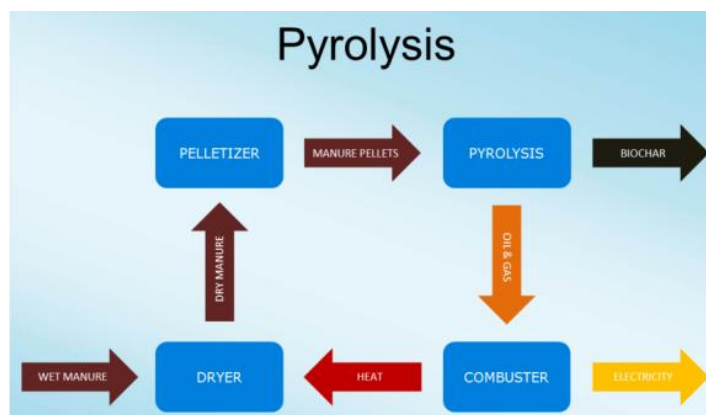 Pyrolysis
PELLETIZER
MANURE PELLETS
PYROLYSIS
BIOCHAR
DRY MANURE
OIL & GAS
WET MANURE
DRYER
HEAT
COMBUSTER
ELECTRICITY